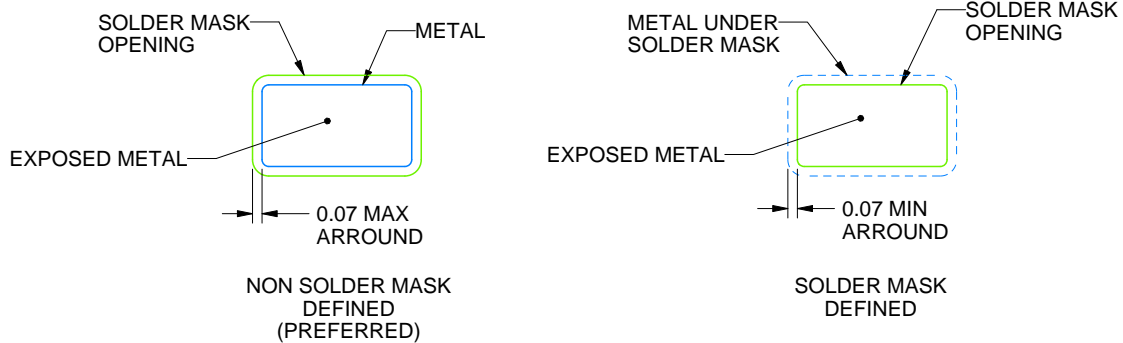 SOLDER MASK
OPENING
METAL
EXPOSED METAL
0.07 MAX
ARROUND
NON SOLDER MASK
DEFINED
(PREFERRED)
METAL UNDER
SOLDER MASK
SOLDER MASK
OPENING
EXPOSED METAL
0.07 MIN
ARROUND
SOLDER MASK
DEFINED